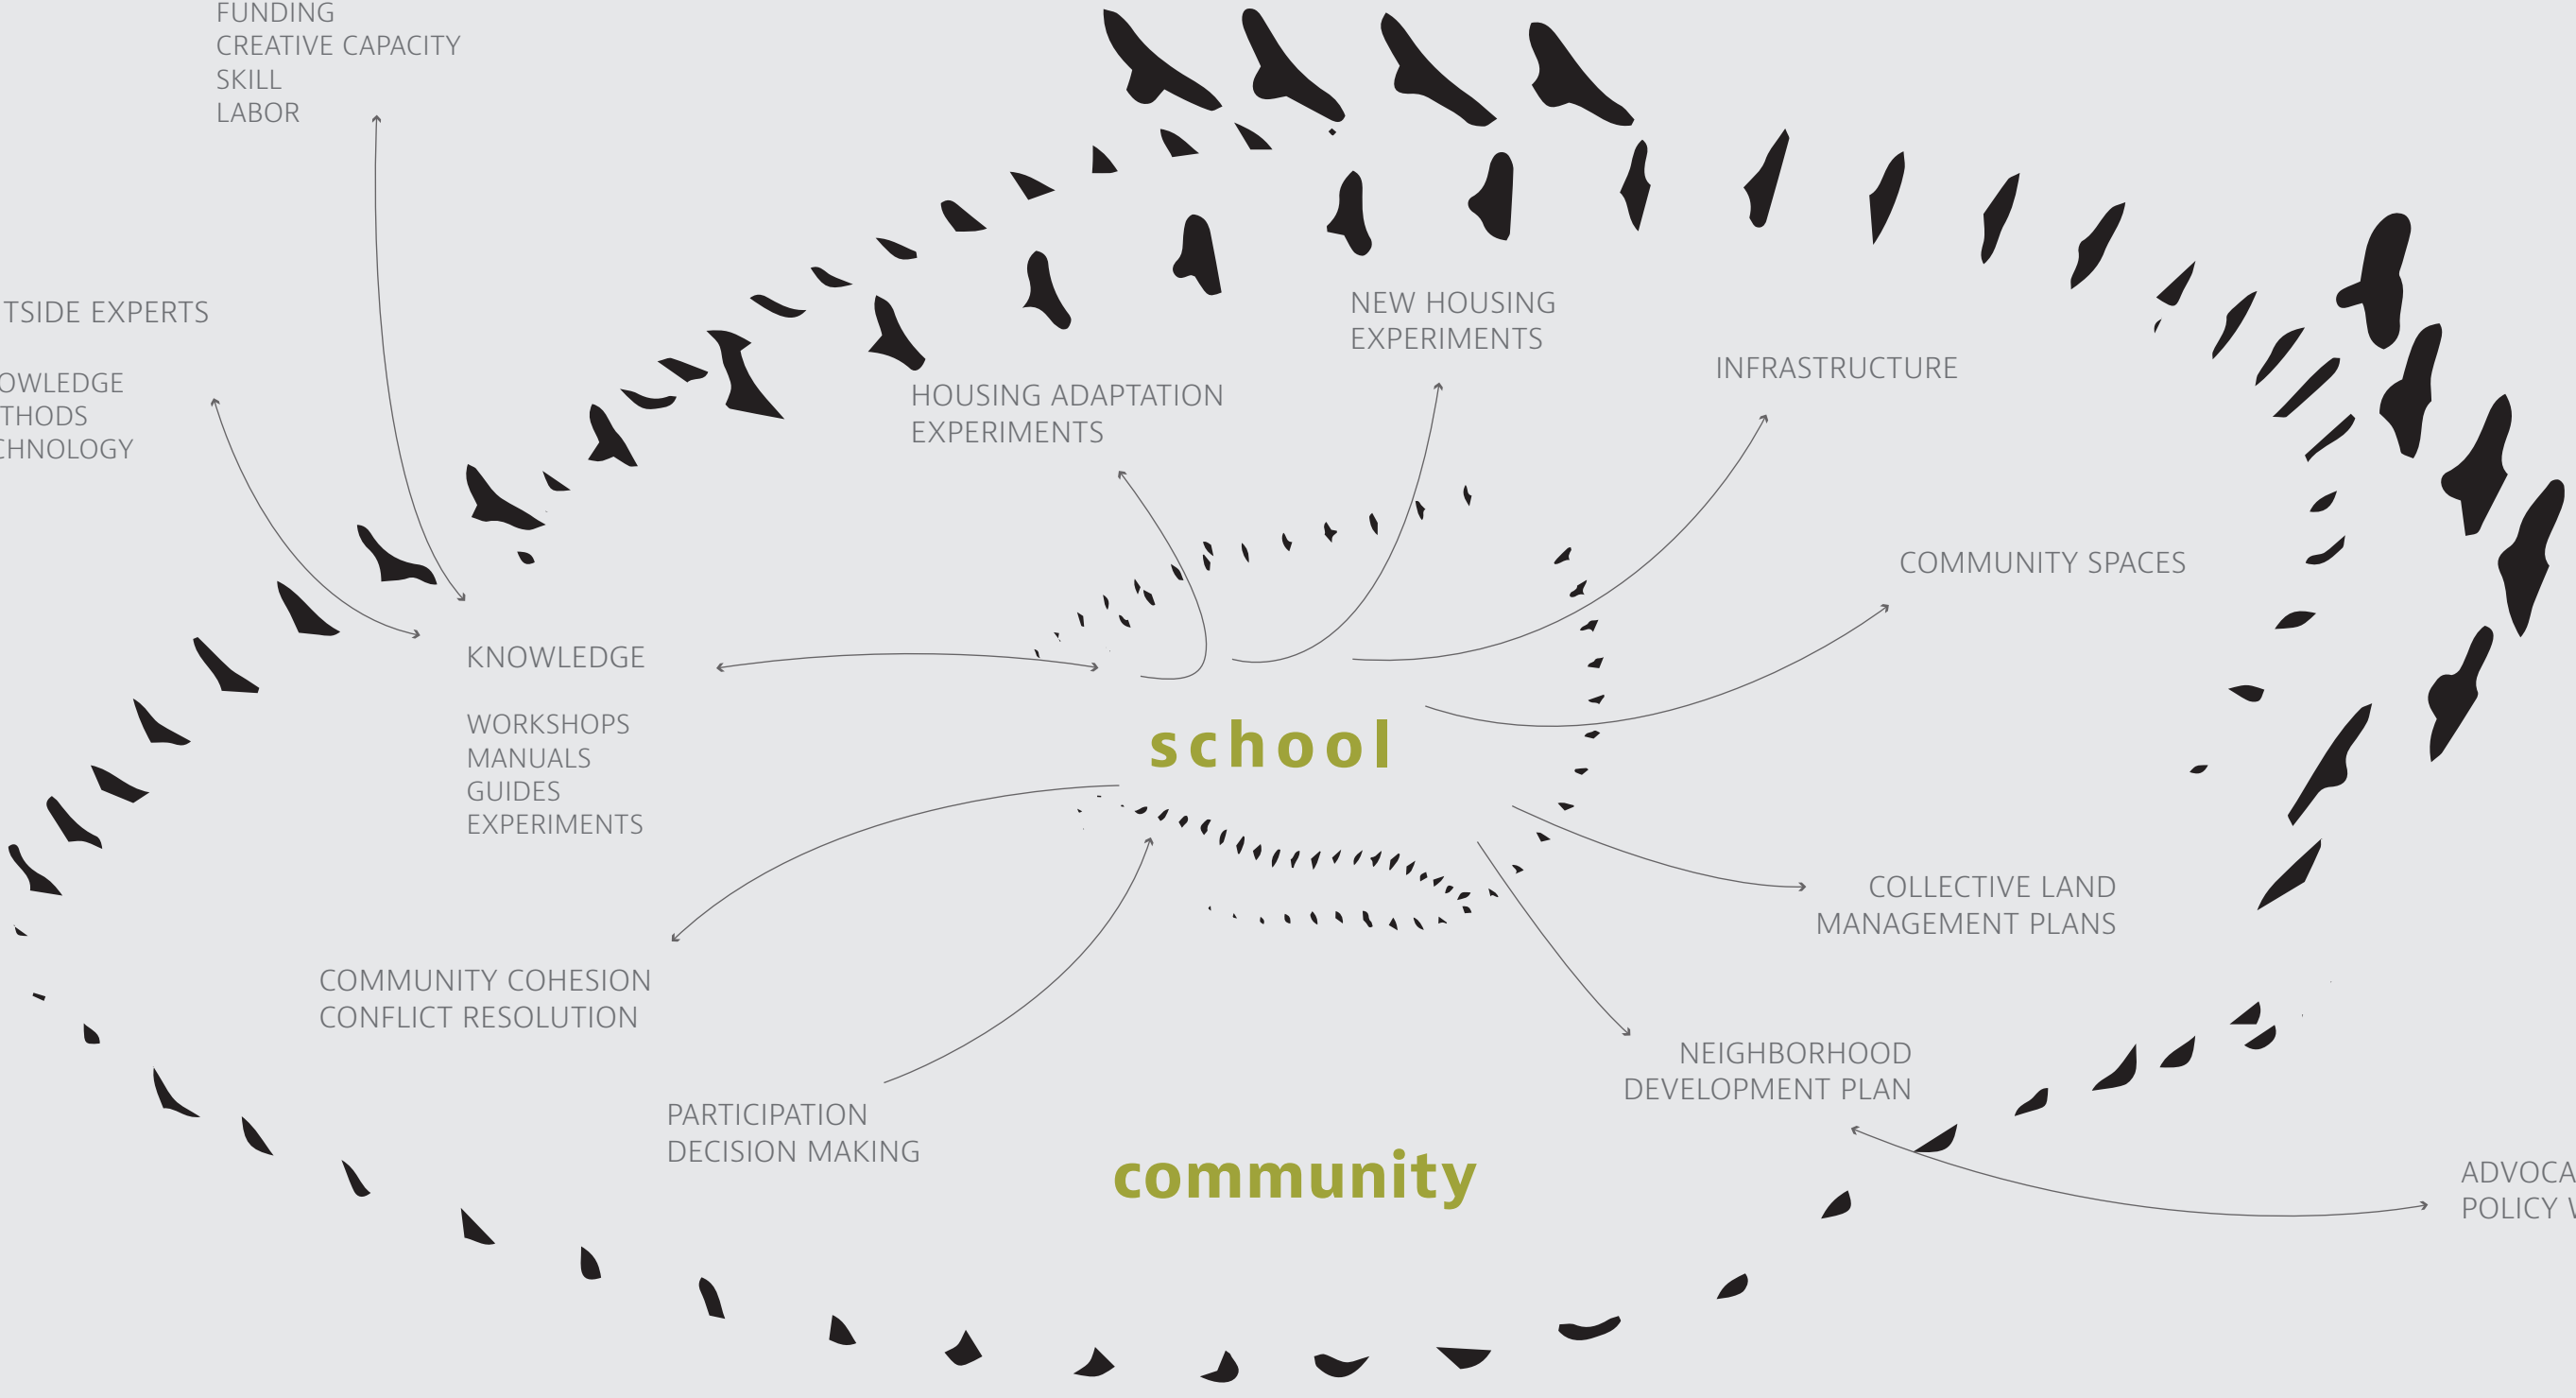 FUNDING
CREATIVE CAPACITY
SKILL
LABOR
TSIDE EXPERTS
OWLEDGE
THODS
CHNOLOGY
NEW HOUSING
EXPERIMENTS
INFRASTRUCTURE
HOUSING ADAPTATION
EXPERIMENTS
COMMUNITY SPACES
KNOWLEDGE
WORKSHOPS
MANUALS
GUIDES
EXPERIMENTS
school
COLLECTIVE LAND
MANAGEMENT PLANS
COMMUNITY COHESION
CONFLICT RESOLUTION
NEIGHBORHOOD
DEVELOPMENT PLAN
PARTICIPATION
DECISION MAKING
community
ADVOCA
POLICY